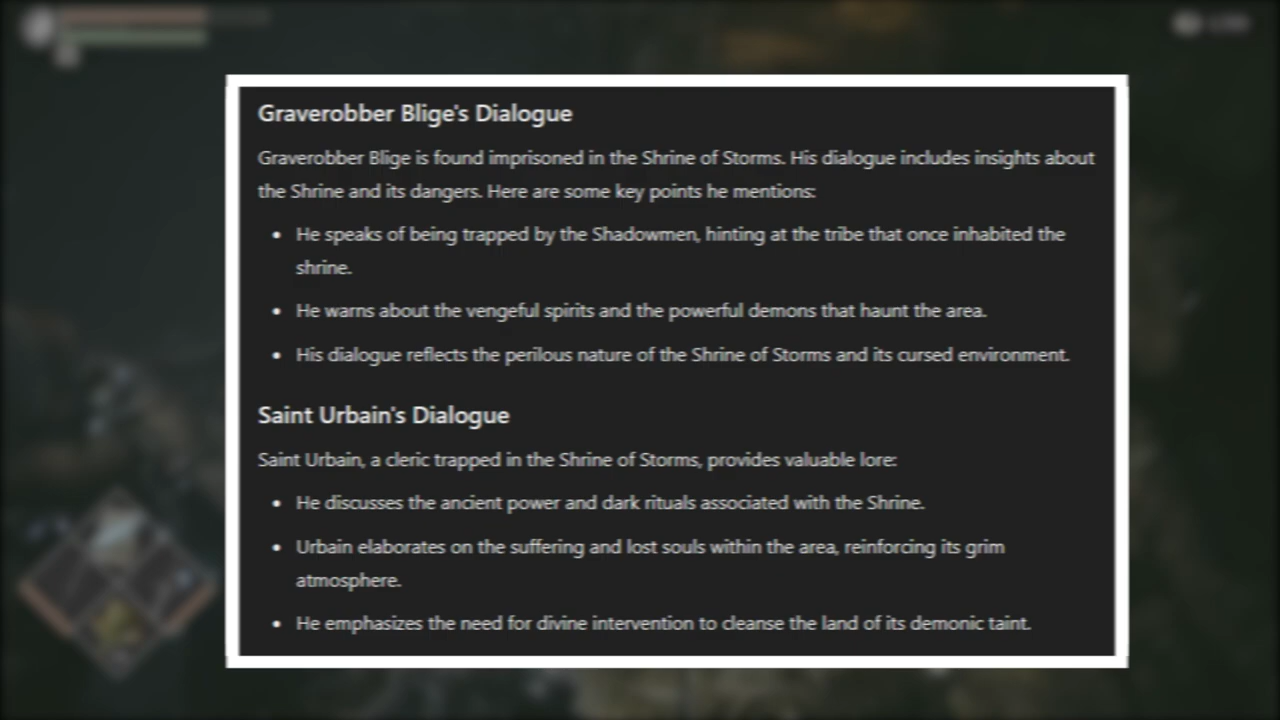 Graverobber Blige's Dialogue
Graverobber Blige is found imprisoned in the Shrine of Storms. His dialogue includes insights about
the Shrine and its dangers. Here are some key points he mentions:
• He speaks of being trapped by the Shadowmen, hinting at the tribe that once inhabited the
shrine.
• He warns about the vengeful spirits and the powerful demons that haunt the area.
• His dialogue reflects the perilous nature of the Shrine of Storms and its cursed environment.
Saint Urbain's Dialogue
Saint Urbain, a cleric trapped in the Shrine of Storms, provides valuable lore:
• He discusses the ancient power and dark rituals associated with the Shrine.
• Urbain elaborates on the suffering and lost souls within the area, reinforcing its grim
atmosphere.
• He emphasizes the need for divine intervention to cleanse the land of its demonic taint.